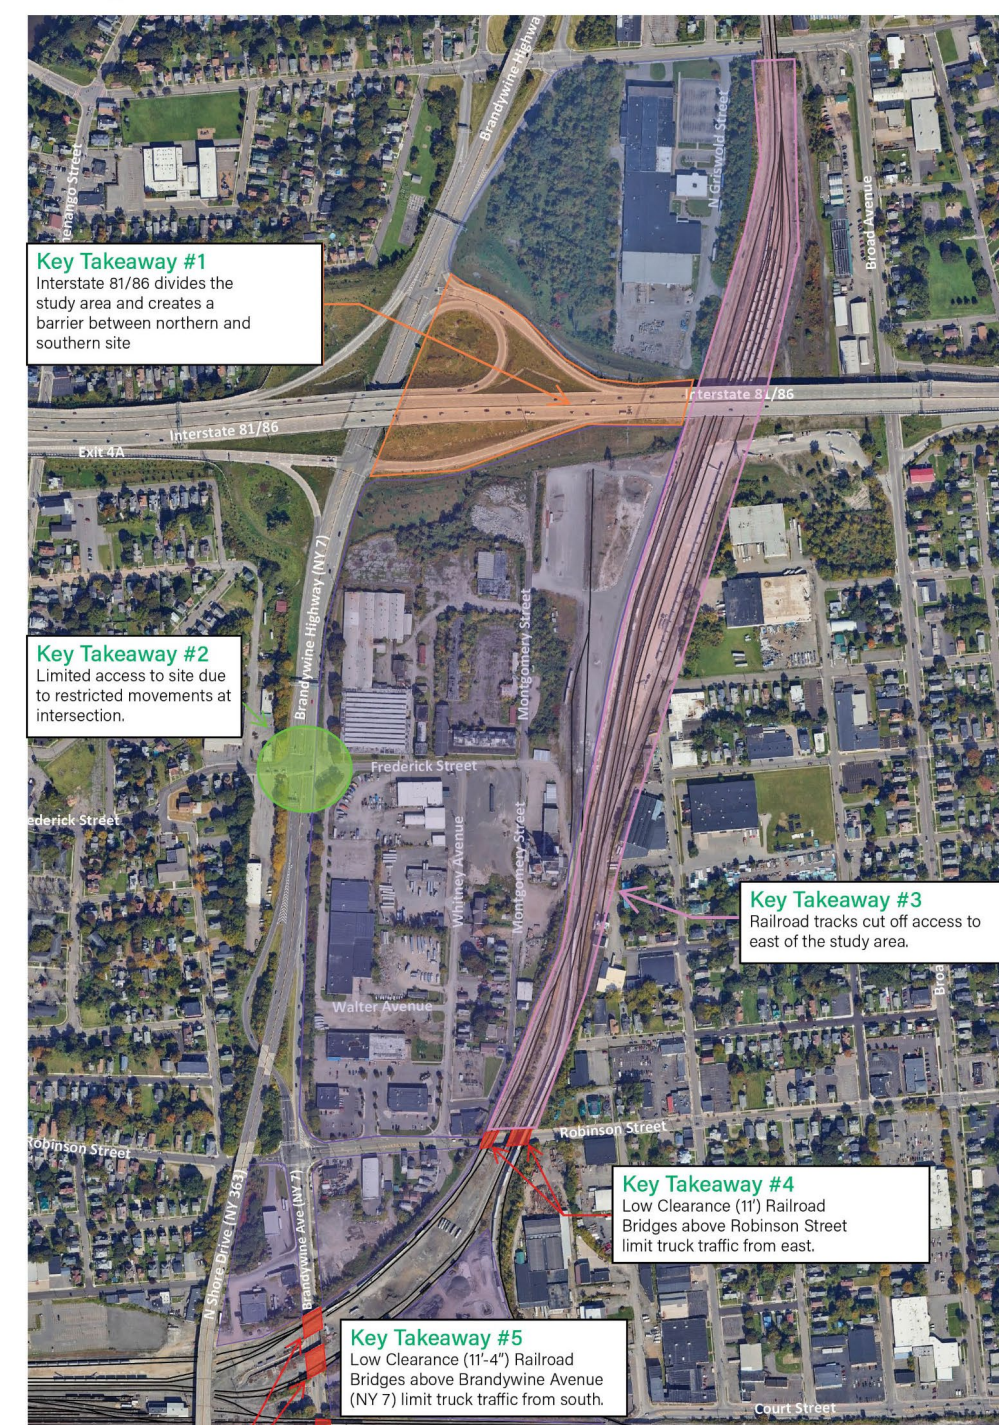 Brandywine Highwa
N Griswold Street
enango Street
Broad Avenue
Key Takeaway #1
Interstate 81/86 divides the
study area and creates a
barrier between northern and
southern site
Interstate 81/86
Interstate 81/86
Exit 4A
Brandywine Highway (NY 7)
Montgomery Street
Key Takeaway #2
Limited access to site due
to restricted movements at
intersection.
Frederick Street
ederick Street
Whitney Avenue
Montgomery Street
Key Takeaway #3
Railroad tracks cut off access to
east of the study area.
Broa
Walter Avenue
Robinson Street
Robinson Street
Key Takeaway #4
Low Clearance (11') Railroad
Bridges above Robinson Street
limit truck traffic from east.
N Shore Drive (NY 363)
Brandywine Ave (NY 7)
Key Takeaway #5
Low Clearance (11'-4") Railroad
Bridges above Brandywine Avenue
(NY 7) limit truck traffic from south.
Court Street